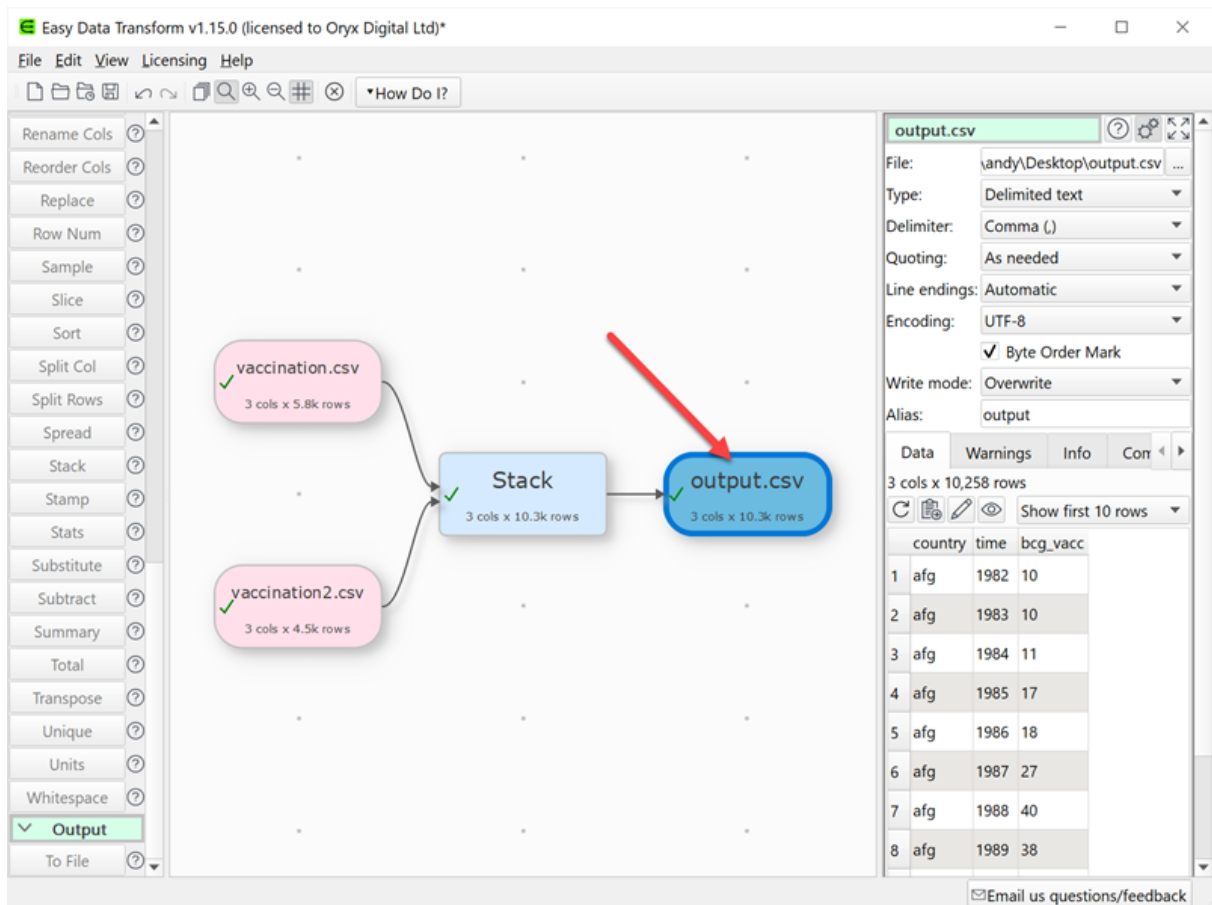 Easy Data Transform v1.15.0 (licensed to Oryx Digital Ltd)*
File Edit View Licensing Help
How Do I?
Rename Cols
Reorder Cols
Replace
Row Num
Sample
Slice
Sort
Split Col
Split Rows
Spread
Stack
Stamp
Stats
Substitute
Subtract
Summary
Total
Transpose
Unique
Units
Whitespace
Output
To File
vaccination.csv
3 cols x 5.8k rows
vaccination2.csv
3 cols x 4.5k rows
Stack
3 cols x 10.3k rows
output.csv
3 cols x 10.3k rows
output.csv
File: \andy\Desktop\output.csv ...
Type: Delimited text
Delimiter: Comma (,)
Quoting: As needed
Line endings: Automatic
Encoding: UTF-8
Byte Order Mark
Write mode: Overwrite
Alias: output
Data Warnings Info
3 cols x 10,258 rows
Show first 10 rows
country time bcg_vacc
1 afg 1982 10
2 afg 1983 10
3 afg 1984 11
4 afg 1985 17
5 afg 1986 18
6 afg 1987 27
7 afg 1988 40
8 afg 1989 38
Email us questions/feedback